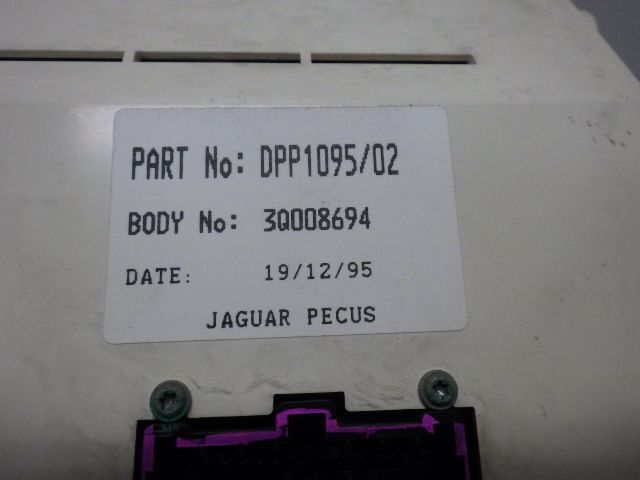 PART No: DPP1095/02
BODY No: 3Q008694
DATE: 19/12/95
JAGUAR PECUS